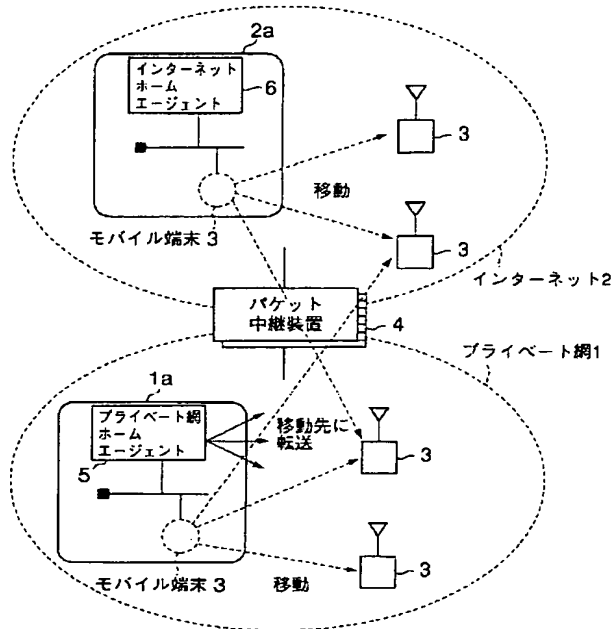 2a
インターネット
ホーム
エージェント
6
3
移動
3
モバイル端末 3
インターネット2
パケット
中継装置
4
プライベート網1
1a
プライベート網
ホーム
エージェント
移動先に
転送
5
3
3
モバイル端末 3
移動